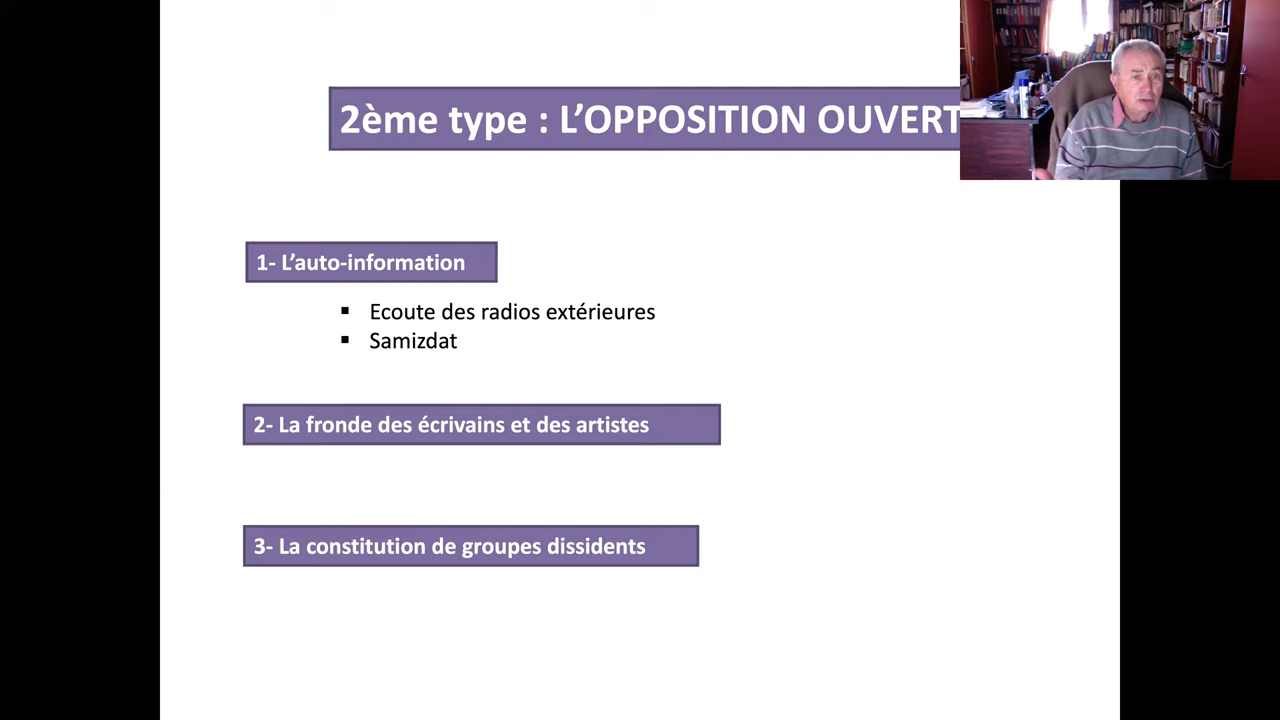 2ème type : L’OPPOSITION OUVERT
1- L’auto-information
▪ Ecoute des radios extérieures
▪ Samizdat
2- La fronde des écrivains et des artistes
3- La constitution de groupes dissidents